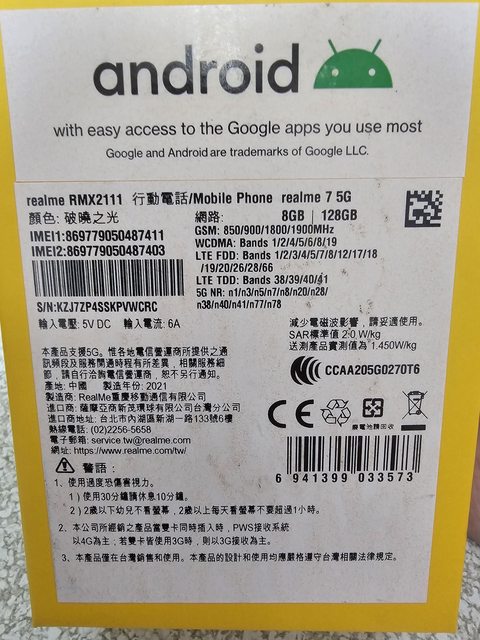 android
with easy access to the Google apps you use most
Google and Android are trademarks of Google LLC.
realme RMX2111 行動電話/Mobile Phone realme 7 5G
顏色: 破曉之光
網路: 8GB | 128GB
IMEI1:869779050487411
IMEI2:869779050487403
GSM: 850/900/1800/1900MHz
WCDMA: Bands 1/2/4/5/6/8/19
LTE FDD: Bands 1/2/3/4/5/7/8/12/17/18
/19/20/26/28/66
LTE TDD: Bands 38/39/40/41
5G NR: n1/n3/n5/n7/n8/n20/n28/
n38/n40/n41/n77/n78
S/N:KZJ7ZP4SSKPVWCRC
輸入電壓: 5V DC 輸入電流: 6A
減少電磁波影響，請妥適使用。
SAR標準值 2.0 W/kg
送測產品實測值為 1.450W/kg
CCAA205G0270T6
本產品支援5G。惟各地電信營運商所提供之通
訊頻段及服務開通時程有所差異，相關服務細
節，請自行洽詢電信營運商，恕不另行通知。
產地: 中國 製造年份: 2021
製造商: RealMe重慶移動通信有限公司
進口商: 薩摩亞商新茂環球有限公司台灣分公司
進口商地址: 台北市內湖區新湖一路133號6樓
熱線電話: (02)2256-5658
電子郵箱: service.tw@realme.com
網址: https://www.realme.com/tw/
CE
廢電池請回收
6 941399 033573
警語：
1、使用過度恐傷害視力。
1）使用30分鐘請休息10分鐘。
2）2歲以下幼兒不看螢幕，2歲以上每天看螢幕不要超過1小時。
2、本公司所經銷之產品當雙卡同時插入時，PWS接收系統
以4G為主；若雙卡皆使用3G時，則以3G接收為主。
3、本產品僅在台灣銷售和使用。本產品的設計和使用均應嚴格遵守台灣相關法律規定。